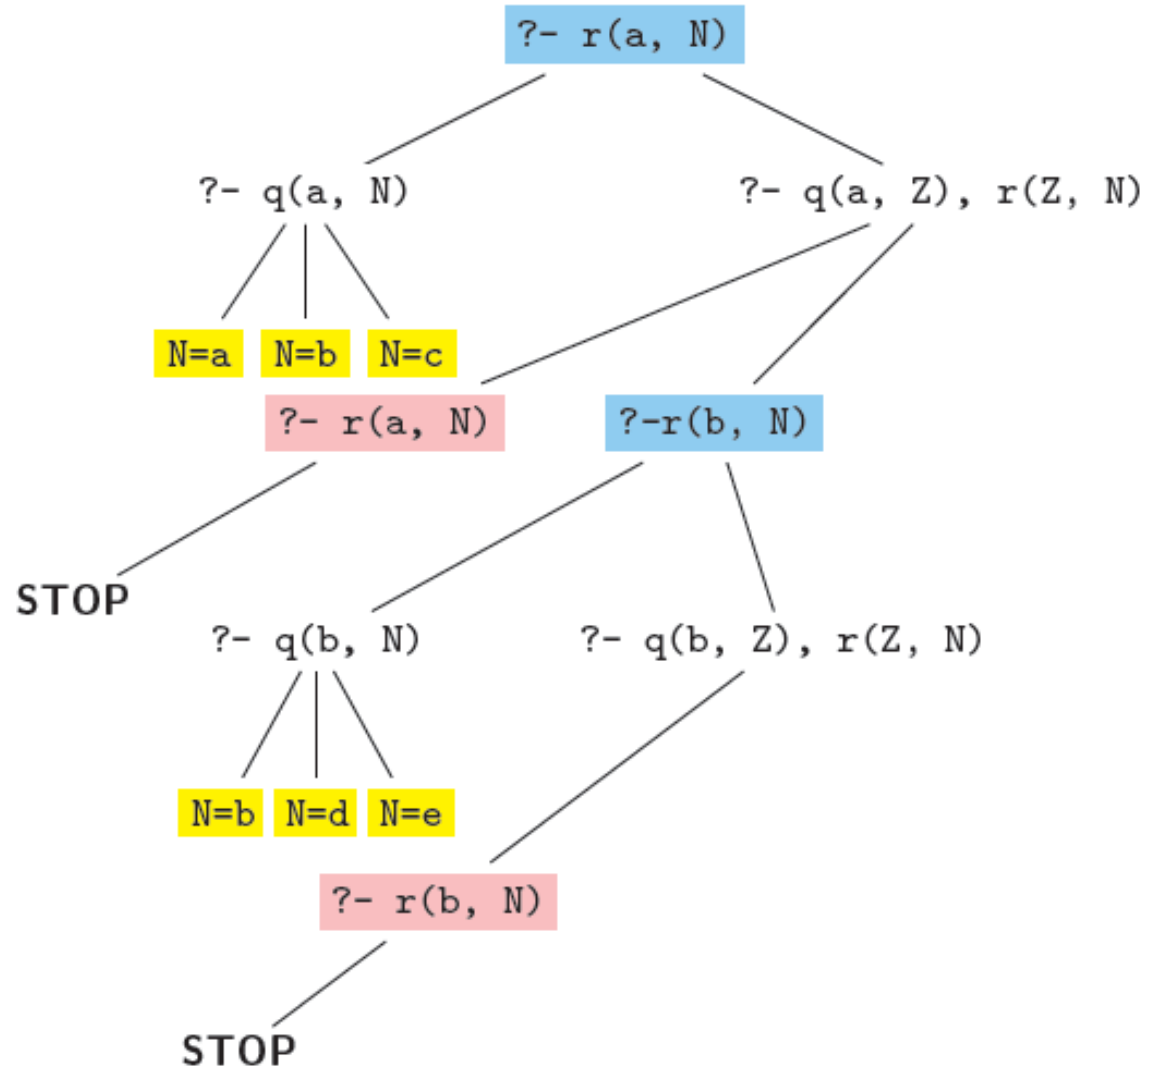 ?- r(a, N)
?- q(a, N)
?- q(a, Z), r(Z, N)
N=a
N=b
N=c
?- r(a, N)
?-r(b, N)
STOP
?- q(b, N)
?- q(b, Z), r(Z, N)
N=b
N=d
N=e
?- r(b, N)
STOP